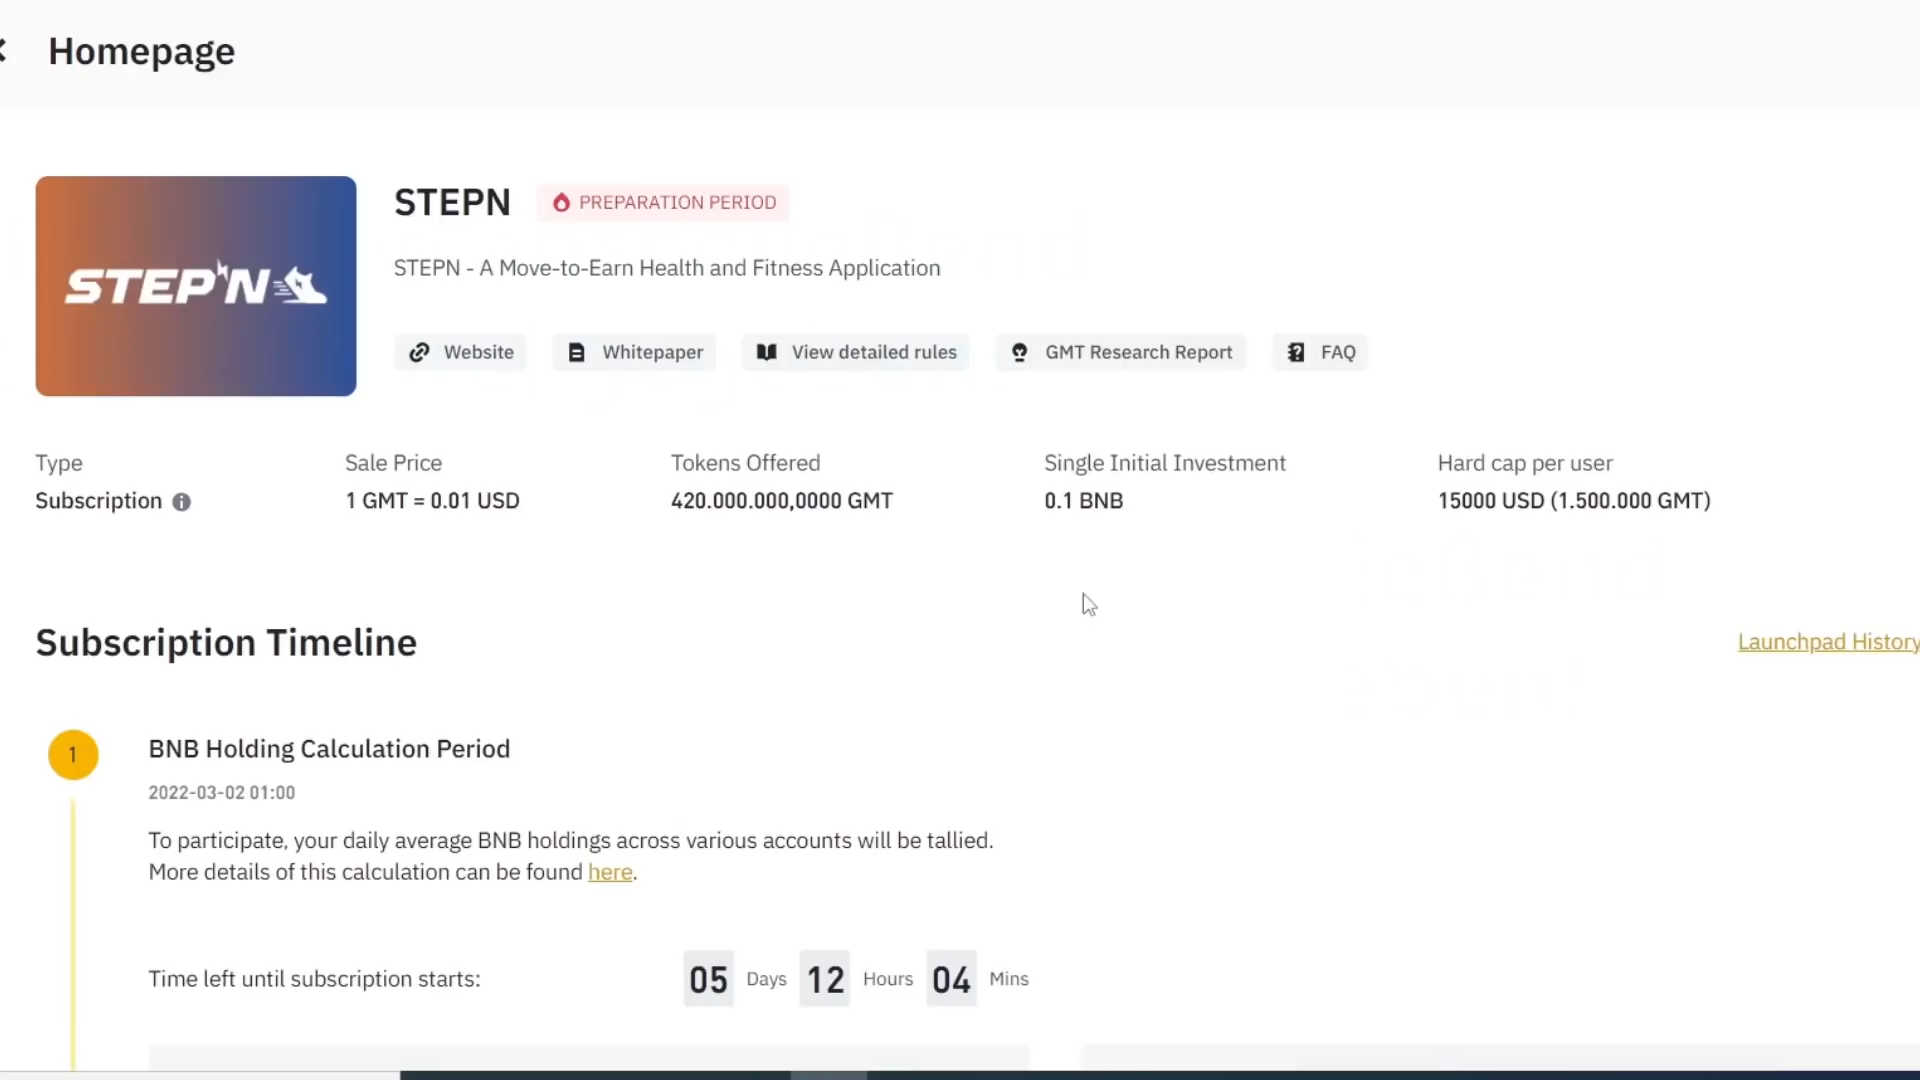 Homepage
STEP'N
STEPN
PREPARATION PERIOD
STEPN - A Move-to-Earn Health and Fitness Application
Website
Whitepaper
View detailed rules
GMT Research Report
FAQ
Type
Subscription
Sale Price
1 GMT = 0.01 USD
Tokens Offered
420.000.000,0000 GMT
Single Initial Investment
0.1 BNB
Hard cap per user
15000 USD (1.500.000 GMT)
Subscription Timeline
Launchpad History
1
BNB Holding Calculation Period
2022-03-02 01:00
To participate, your daily average BNB holdings across various accounts will be tallied.
More details of this calculation can be found here.
Time left until subscription starts:
05 Days 12 Hours 04 Mins